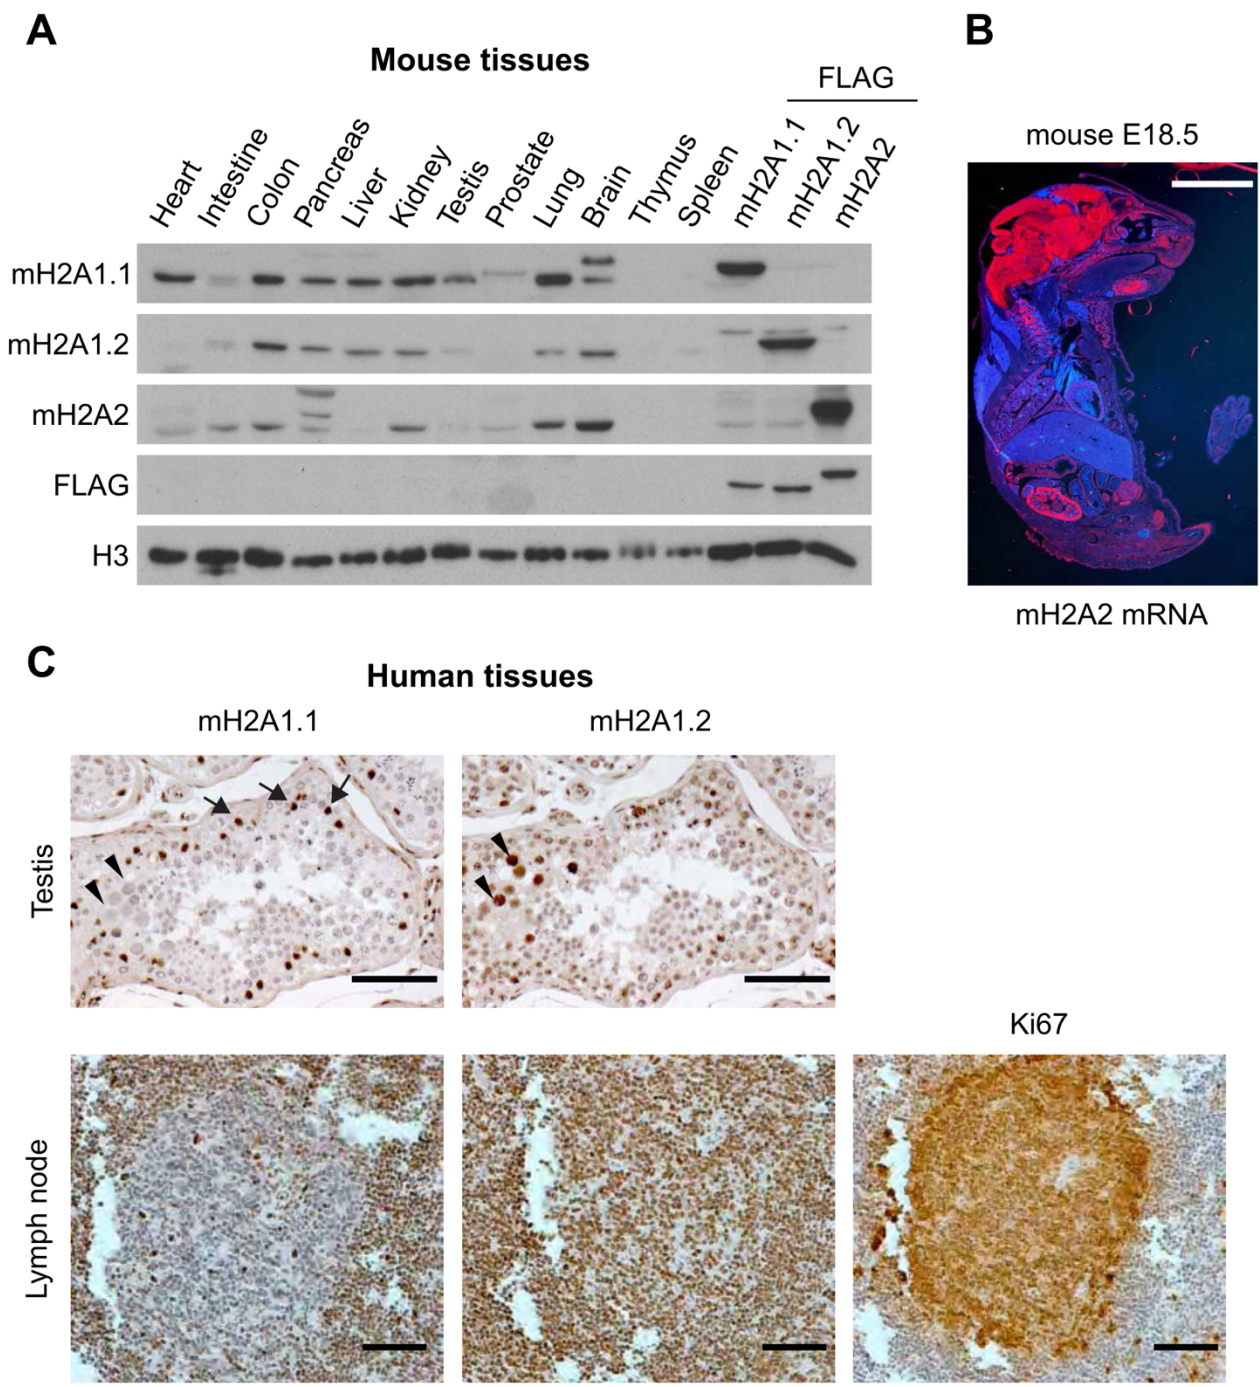 A
B
Mouse tissues
FLAG
Heart
Intestine
Colon
Pancreas
Liver
Kidney
Testis
Prostate
Lung
Brain
Thymus
Spleen
mH2A1.1
mH2A1.2
mH2A2
mouse E18.5
mH2A1.1
mH2A1.2
mH2A2
FLAG
H3
mH2A2 mRNA
C
Human tissues
mH2A1.1
mH2A1.2
Testis
Ki67
Lymph node